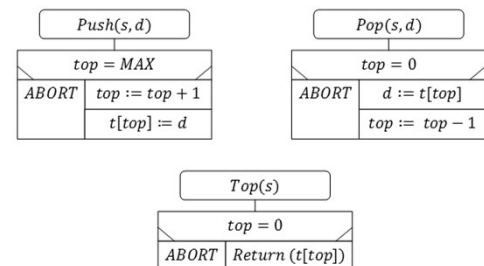 Push(s, d)
top = MAX
ABORT top := top + 1
t[top] := d
Pop(s, d)
top = 0
ABORT d := t[top]
top := top − 1
Top(s)
top = 0
ABORT Return (t[top])